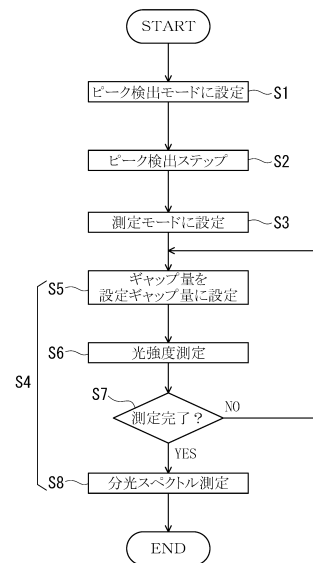 START
ピーク検出モードに設定
S1
ピーク検出ステップ
S2
測定モードに設定
S3
S4
S5
ギャップ量を
設定ギャップ量に設定
S6
光強度測定
S7
測定完了?
NO
YES
S8
分光スペクトル測定
END